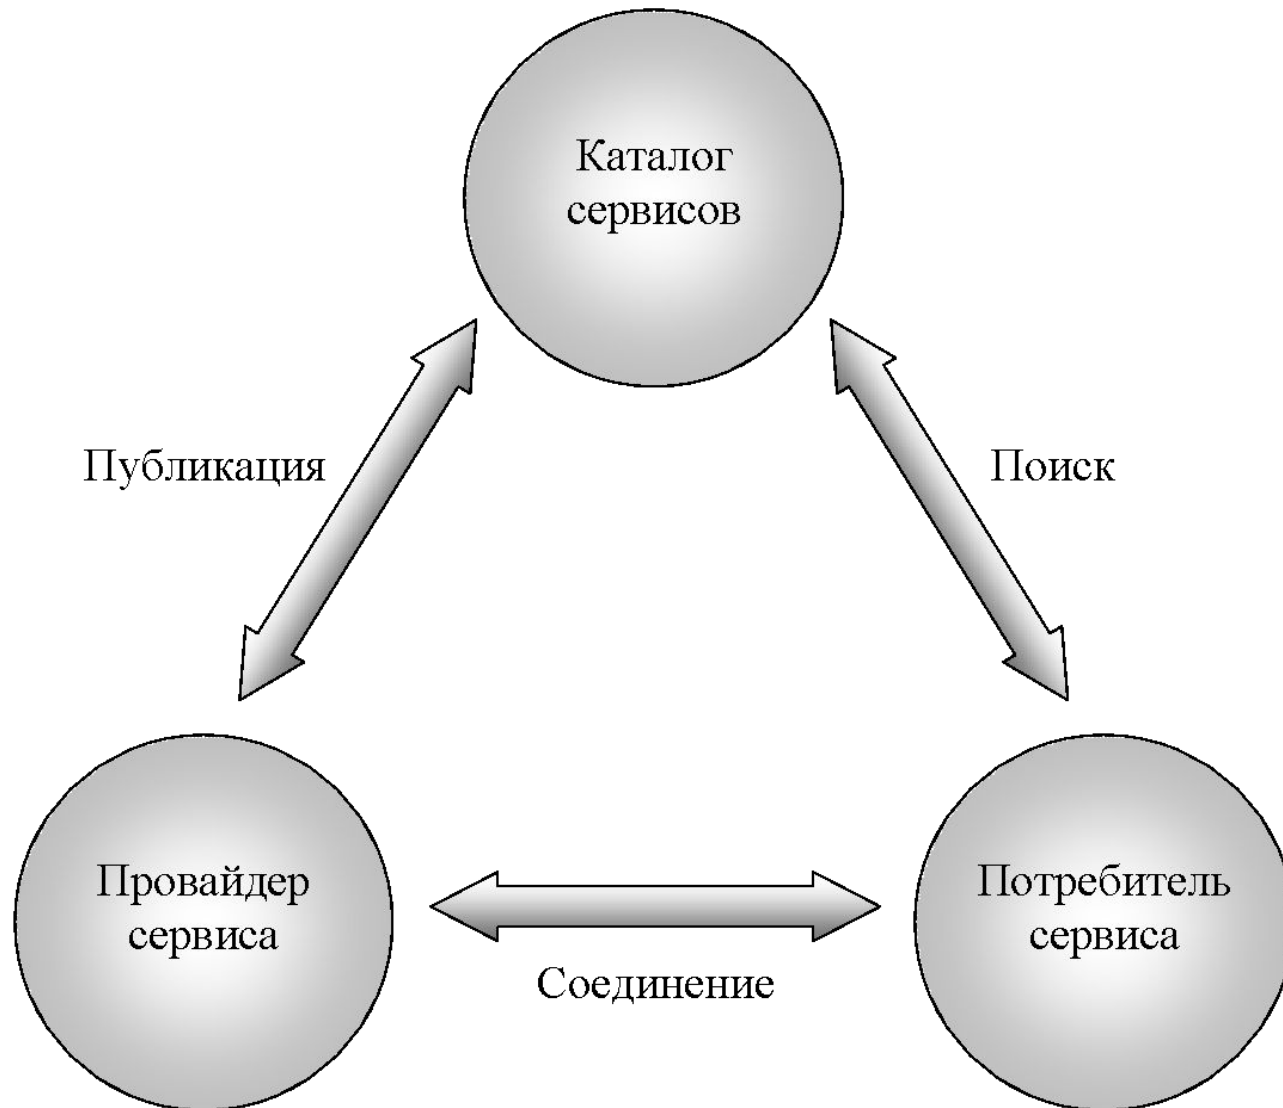 Каталог
сервисов
Публикация
Поиск
Провайдер
сервиса
Потребитель
сервиса
Соединение